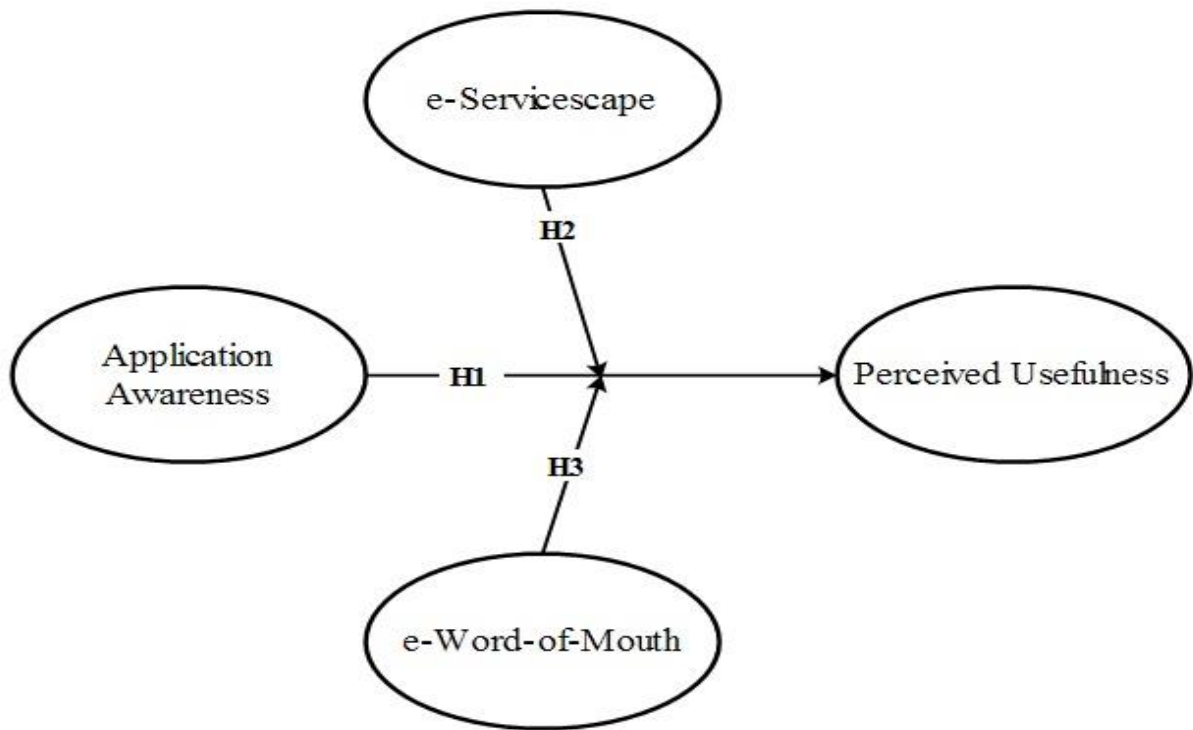 e-Servicescape
H2
Application
Awareness
H1
Perceived Usefulness
H3
e-Word-of-Mouth